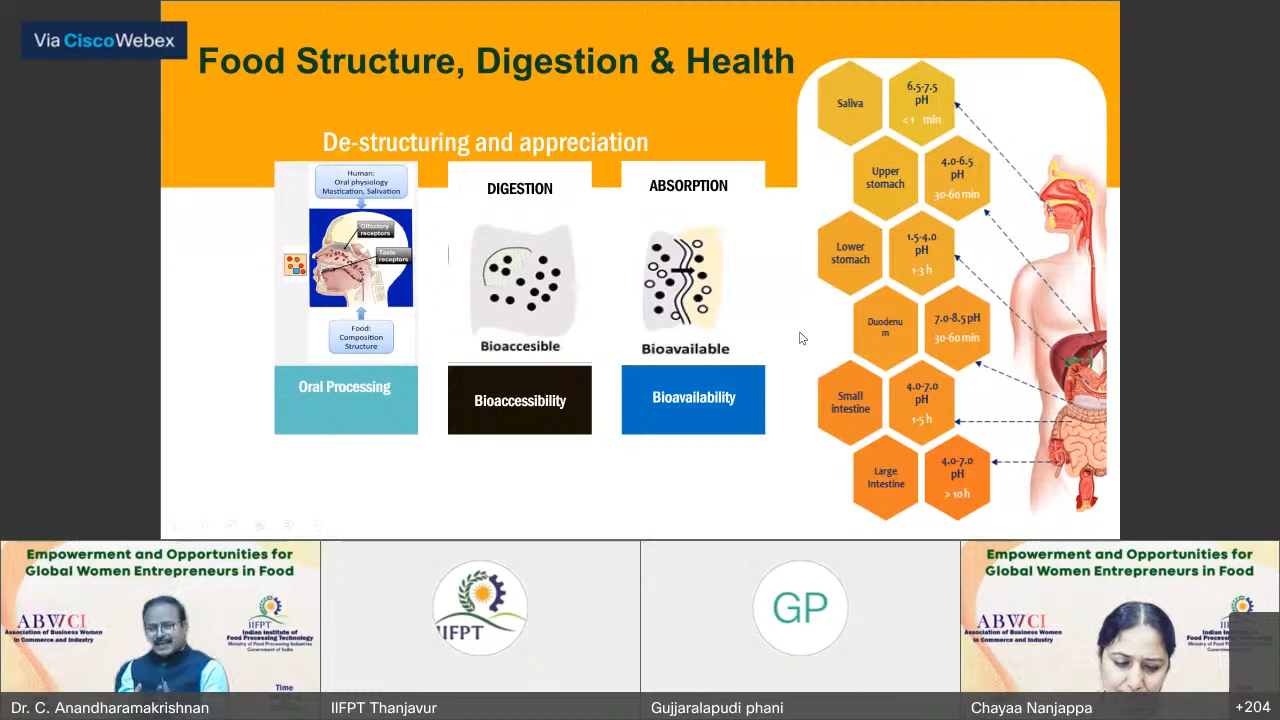 Via CiscoWebex
Food Structure, Digestion & Health
De-structuring and appreciation
Human:
Oral physiology
Mastication, Salivation
Olfactory
receptors
Taste
receptors
Food:
Composition
Structure
Oral Processing
DIGESTION
Bioaccesible
Bioaccessibility
ABSORPTION
Bioavailable
Bioavailability
Saliva
6.5-7.5
pH
< 1 min
Upper
stomach
4.0-6.5
pH
30-60 min
Lower
stomach
1.5-4.0
pH
1-3 h
Duodenu
m
7.0-8.5 pH
30-60 min
Small
intestine
4.0-7.0
pH
1-5 h
Large
Intestine
4.0-7.0
pH
> 10 h
Empowerment and Opportunities for
Global Women Entrepreneurs in Food
ABWCI
Association of Business Women
in Commerce and Industry
IIFPT
Indian Institute of
Food Processing Technology
Ministry of Food Processing Industries
Government of India
Time
Dr. C. Anandharamakrishnan
IIFPT
IIFPT Thanjavur
GP
Gujjaralapudi phani
Empowerment and Opportunities for
Global Women Entrepreneurs in Food
ABWCI
Association of Business Women
in Commerce and Industry
Chayaa Nanjappa
+204